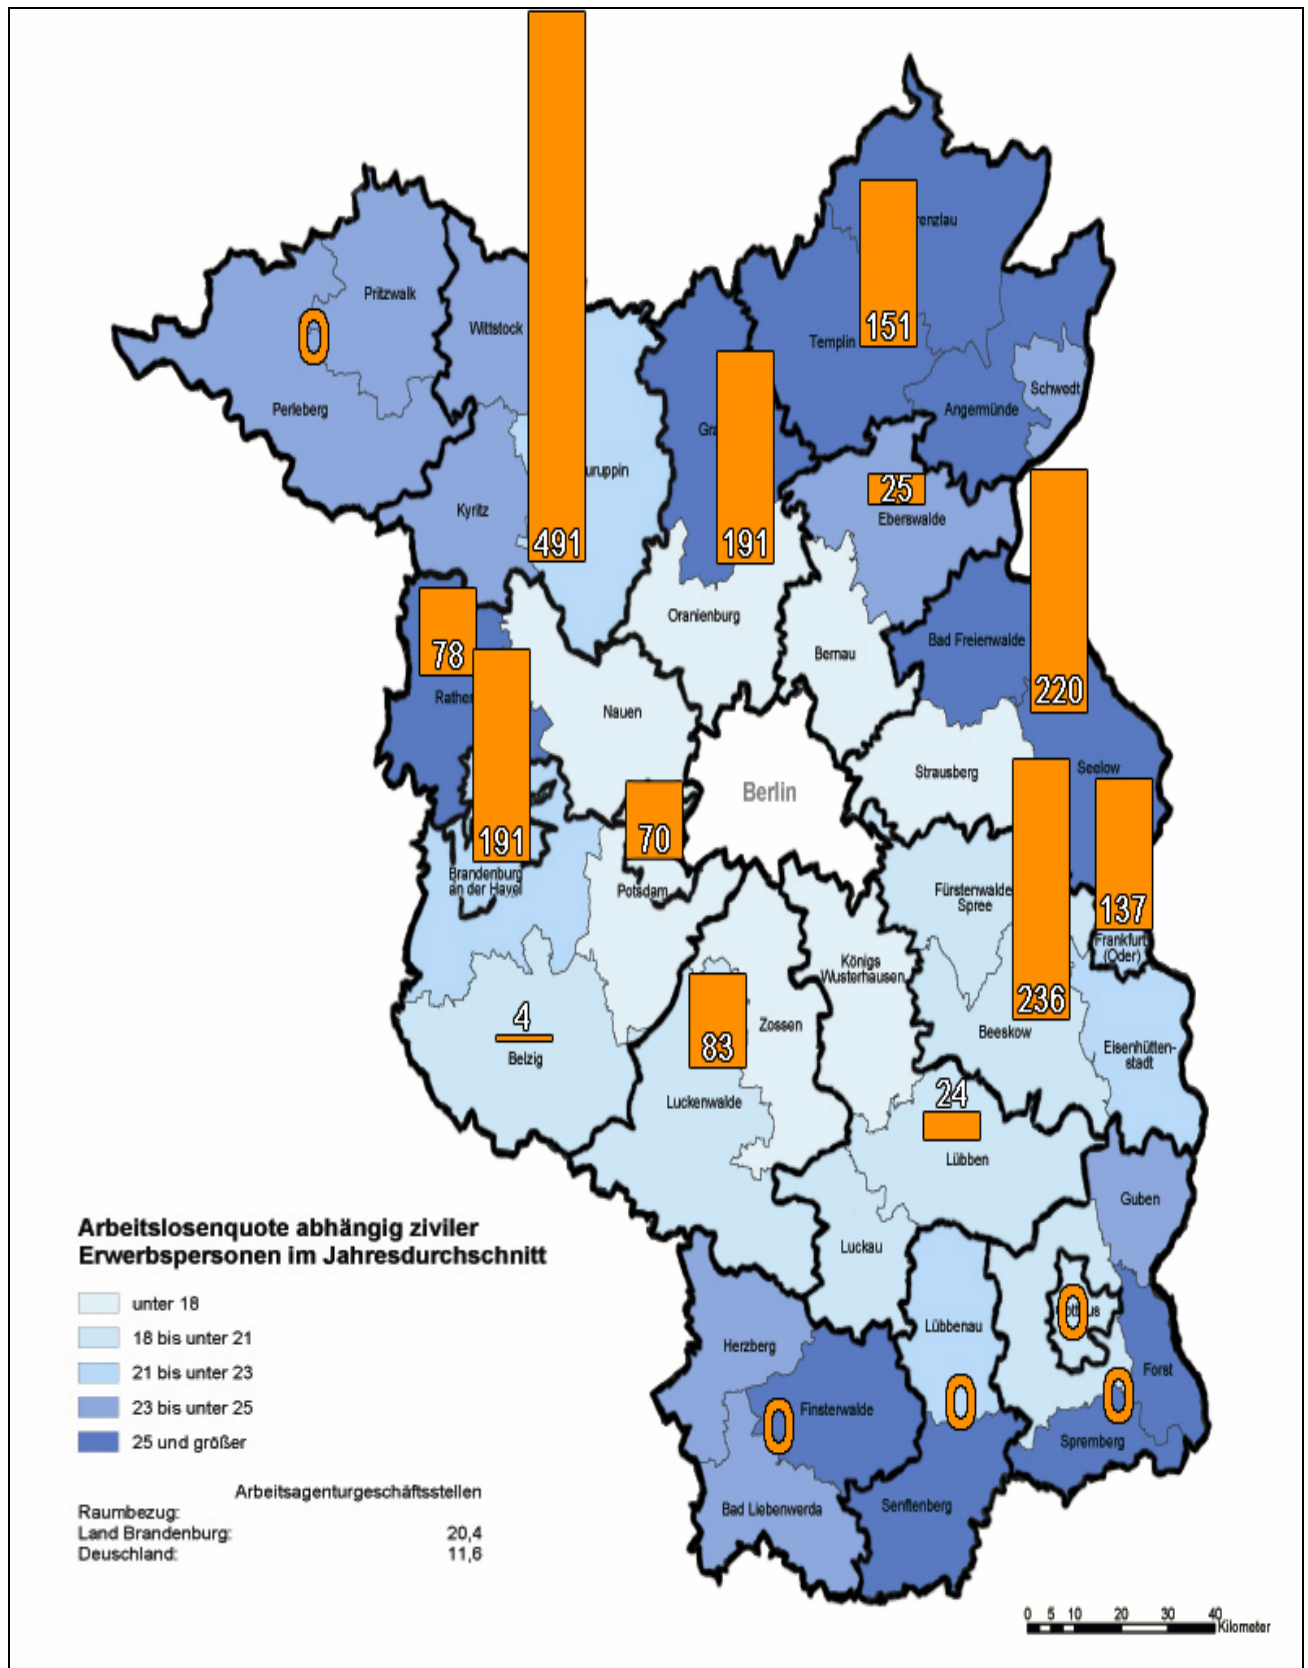 renzlau
Pritzwalk
Wittstock
0
151
Templin
Schwedt
Perleberg
Angermünde
Gra
uruppin
25
Kyritz
Eberswalde
491
191
Oranienburg
Bad Freienwalde
78
Bernau
220
Rathen
Nauen
Seelow
Strausberg
Berlin
191
70
Brandenburg
an der Havel
Potsdam
Fürstenwalde
Spree
137
Frankfurt
(Oder)
Königs
Wusterhausen
236
4
Belzig
83
Zossen
Beeskow
Eisenhütten-
stadt
Luckenwalde
24
Lübben
Guben
Luckau
Arbeitslosenquote abhängig ziviler
Erwerbspersonen im Jahresdurchschnitt
unter 18
18 bis unter 21
21 bis unter 23
23 bis unter 25
25 und größer
0
Lübbenau
Herzberg
Forst
0
0
0
Finsterwalde
Spremberg
Senftenberg
Bad Liebenwerda
Arbeitsagenturgeschäftsstellen
Raumbezug:
Land Brandenburg: 20,4
Deuschland: 11,6
0 5 10 20 30 40
Kilometer